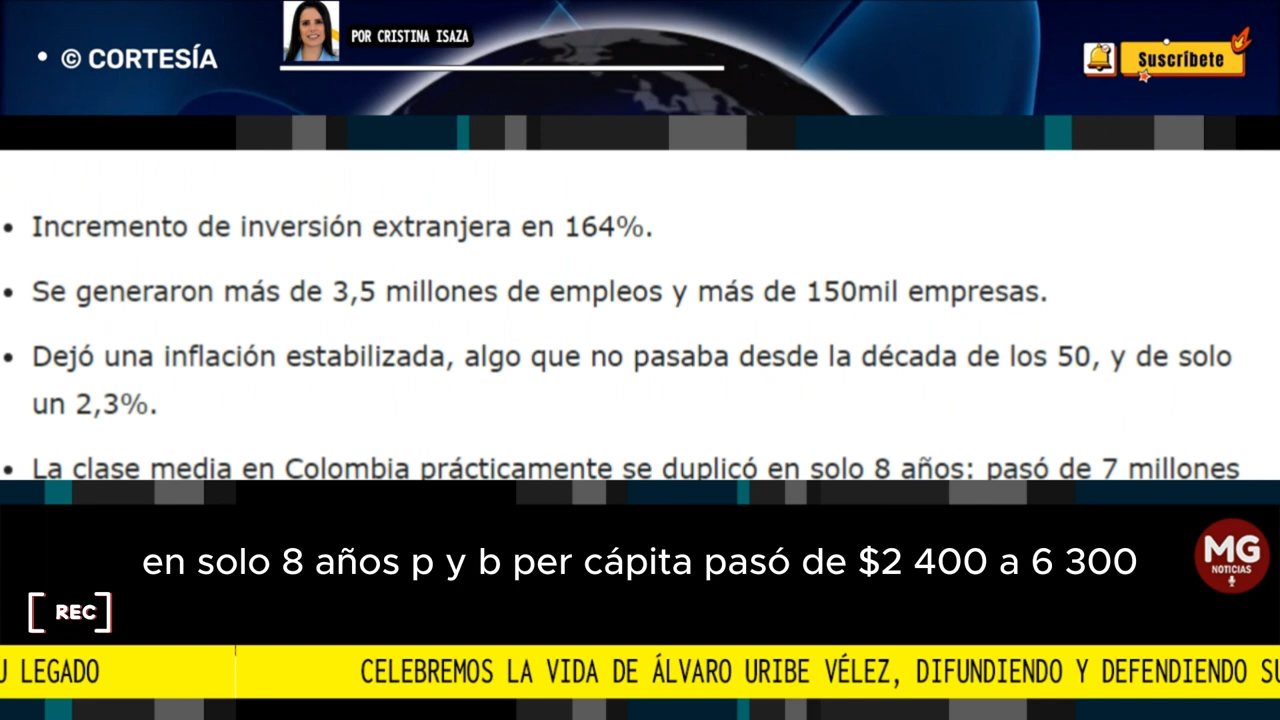 • © CORTESÍA
POR CRISTINA ISAZA
Suscríbete
• Incremento de inversión extranjera en 164%.
• Se generaron más de 3,5 millones de empleos y más de 150mil empresas.
• Dejó una inflación estabilizada, algo que no pasaba desde la década de los 50, y de solo
un 2,3%.
• La clase media en Colombia prácticamente se duplicó en solo 8 años: pasó de 7 millones
en solo 8 años p y b per cápita pasó de $2 400 a 6 300
MG
NOTICIAS
[ REC ]
U LEGADO CELEBREMOS LA VIDA DE ÁLVARO URIBE VÉLEZ, DIFUNDIENDO Y DEFENDIENDO SU